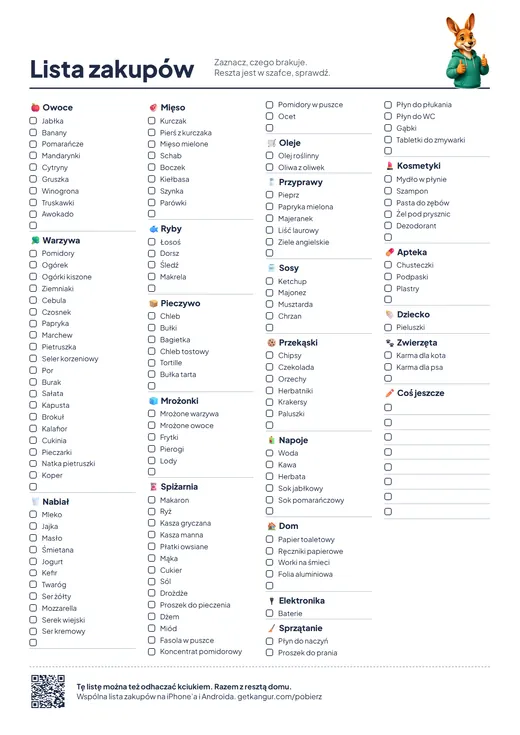 Lista zakupów
Zaznacz, czego brakuje.
Reszta jest w szafce, sprawdź.
Owoce
Jabłka
Banany
Pomarańcze
Mandarynki
Cytryny
Gruszka
Winogrona
Truskawki
Awokado
Warzywa
Pomidory
Ogórek
Ogórki kiszone
Ziemniaki
Cebula
Czosnek
Papryka
Marchew
Pietruszka
Seler korzeniowy
Por
Burak
Sałata
Kapusta
Brokuł
Kalafior
Cukinia
Pieczarki
Natka pietruszki
Koper
Nabiał
Mleko
Jajka
Masło
Śmietana
Jogurt
Kefir
Twaróg
Ser żółty
Mozzarella
Serek wiejski
Ser kremowy
Mięso
Kurczak
Pierś z kurczaka
Mięso mielone
Schab
Boczek
Kiełbasa
Szynka
Parówki
Ryby
Łosoś
Dorsz
Śledź
Makrela
Pieczywo
Chleb
Bułki
Bagietka
Chleb tostowy
Tortille
Bułka tarta
Mrożonki
Mrożone warzywa
Mrożone owoce
Frytki
Pierogi
Lody
Spiżarnia
Makaron
Ryż
Kasza gryczana
Kasza manna
Płatki owsiane
Mąka
Cukier
Sól
Drożdże
Proszek do pieczenia
Dżem
Miód
Fasola w puszce
Koncentrat pomidorowy
Pomidory w puszce
Ocet
Oleje
Olej roślinny
Oliwa z oliwek
Przyprawy
Pieprz
Papryka mielona
Majeranek
Liść laurowy
Ziele angielskie
Sosy
Ketchup
Majonez
Musztarda
Chrzan
Przekąski
Chipsy
Czekolada
Orzechy
Herbatniki
Krakersy
Paluszki
Napoje
Woda
Kawa
Herbata
Sok jabłkowy
Sok pomarańczowy
Dom
Papier toaletowy
Ręczniki papierowe
Worki na śmieci
Folia aluminiowa
Elektronika
Baterie
Sprzątanie
Płyn do naczyń
Proszek do prania
Płyn do płukania
Płyn do WC
Gąbki
Tabletki do zmywarki
Kosmetyki
Mydło w płynie
Szampon
Pasta do zębów
Żel pod prysznic
Dezodorant
Apteka
Chusteczki
Podpaski
Plastry
Dziecko
Pieluszki
Zwierzęta
Karma dla kota
Karma dla psa
Coś jeszcze
Tę listę można też odhaczać kciukiem. Razem z resztą domu.
Wspólna lista zakupów na iPhone'a i Androida. getkangur.com/pobierz